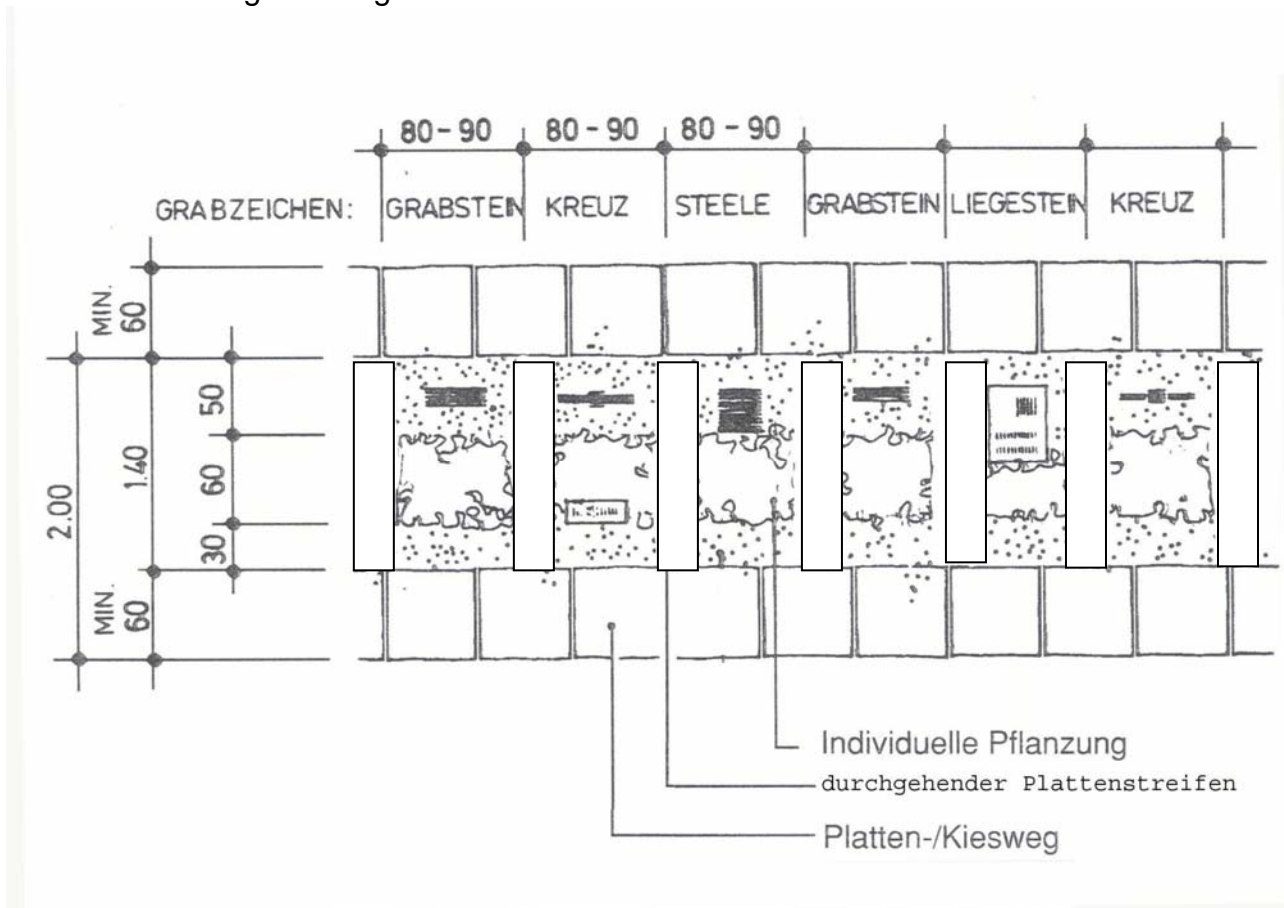 80-90 80-90 80-90
GRABZEICHEN: GRABSTEIN KREUZ STEELE GRABSTEIN LIEGESTEIN KREUZ
MIN.
60
50
60
30
1.40
2.00
MIN.
60
Individuelle Pflanzung
durchgehender Plattenstreifen
Platten-/Kiesweg